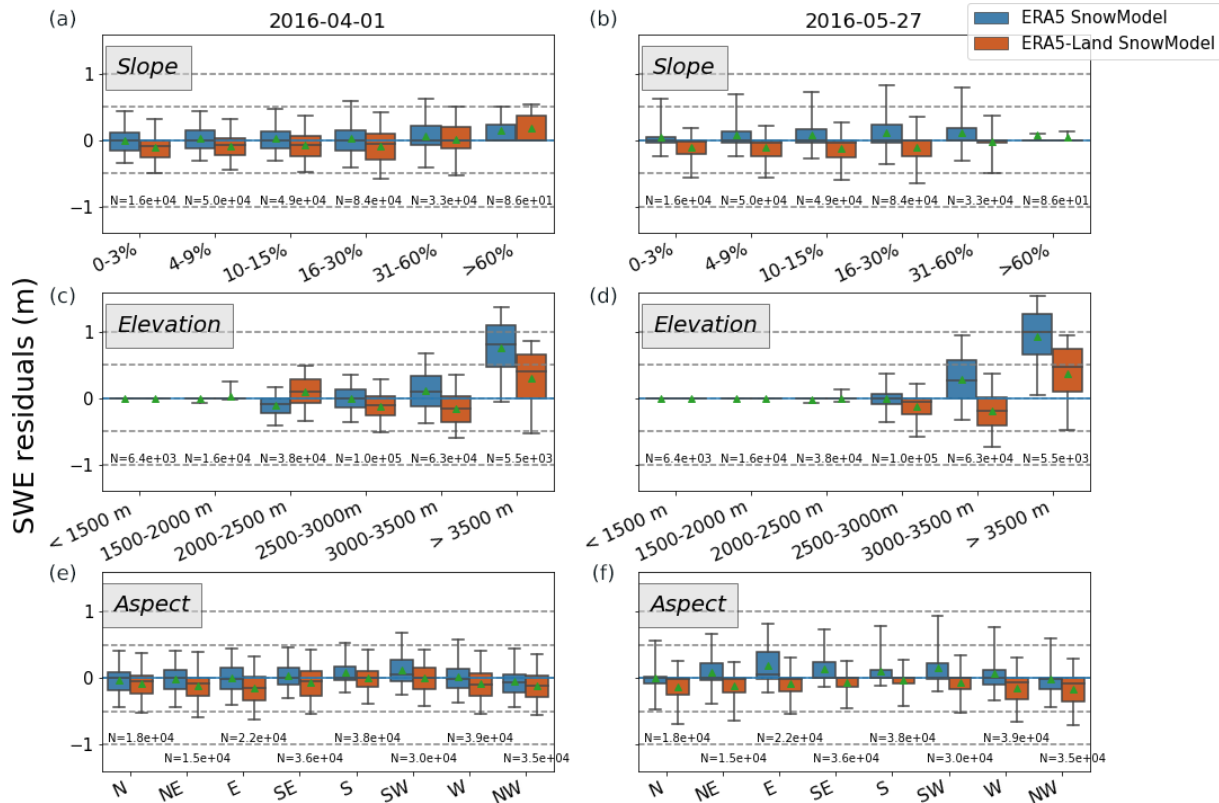 (a)
2016-04-01
(b)
2016-05-27
ERA5 SnowModel
ERA5-Land SnowModel
SWE residuals (m)
Slope
1
0
−1
N=1.6e+04 N=5.0e+04 N=4.9e+04 N=8.4e+04 N=3.3e+04 N=8.6e+01
0-3% 4-9% 10-15% 16-30% 31-60% >60%
Slope
N=1.6e+04 N=5.0e+04 N=4.9e+04 N=8.4e+04 N=3.3e+04 N=8.6e+01
0-3% 4-9% 10-15% 16-30% 31-60% >60%
(c)
Elevation
1
0
−1
N=6.4e+03 N=1.6e+04 N=3.8e+04 N=1.0e+05 N=6.3e+04 N=5.5e+03
< 1500 m 1500-2000 m 2000-2500 m 2500-3000m 3000-3500 m > 3500 m
(d)
Elevation
N=6.4e+03 N=1.6e+04 N=3.8e+04 N=1.0e+05 N=6.3e+04 N=5.5e+03
< 1500 m 1500-2000 m 2000-2500 m 2500-3000m 3000-3500 m > 3500 m
(e)
Aspect
1
0
−1
N=1.8e+04 N=2.2e+04 N=3.8e+04 N=3.9e+04
N=1.5e+04 N=3.6e+04 N=3.0e+04 N=3.5e+04
N NE E SE S SW W NW
(f)
Aspect
N=1.8e+04 N=2.2e+04 N=3.8e+04 N=3.9e+04
N=1.5e+04 N=3.6e+04 N=3.0e+04 N=3.5e+04
N NE E SE S SW W NW